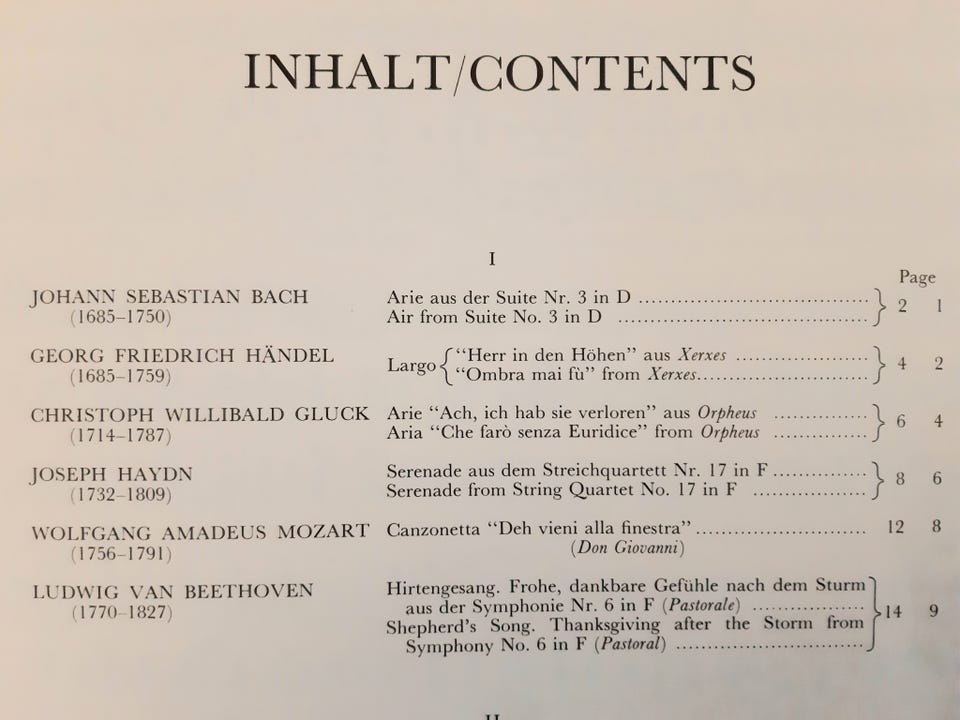 INHALT/CONTENTS
I
Page
JOHANN SEBASTIAN BACH Arie aus der Suite Nr. 3 in D
(1685–1750) Air from Suite No. 3 in D 2 1
GEORG FRIEDRICH HÄNDEL Largo "Herr in den Höhen" aus Xerxes
(1685–1759) "Ombra mai fù" from Xerxes 4 2
CHRISTOPH WILLIBALD GLUCK Arie "Ach, ich hab sie verloren" aus Orpheus
(1714–1787) Aria "Che farò senza Euridice" from Orpheus 6 4
JOSEPH HAYDN Serenade aus dem Streichquartett Nr. 17 in F
(1732–1809) Serenade from String Quartet No. 17 in F 8 6
WOLFGANG AMADEUS MOZART Canzonetta "Deh vieni alla finestra" 12 8
(1756–1791) (Don Giovanni)
LUDWIG VAN BEETHOVEN Hirtengesang. Frohe, dankbare Gefühle nach dem Sturm
(1770–1827) aus der Symphonie Nr. 6 in F (Pastorale) 14 9
Shepherd's Song. Thanksgiving after the Storm from
Symphony No. 6 in F (Pastoral)
II